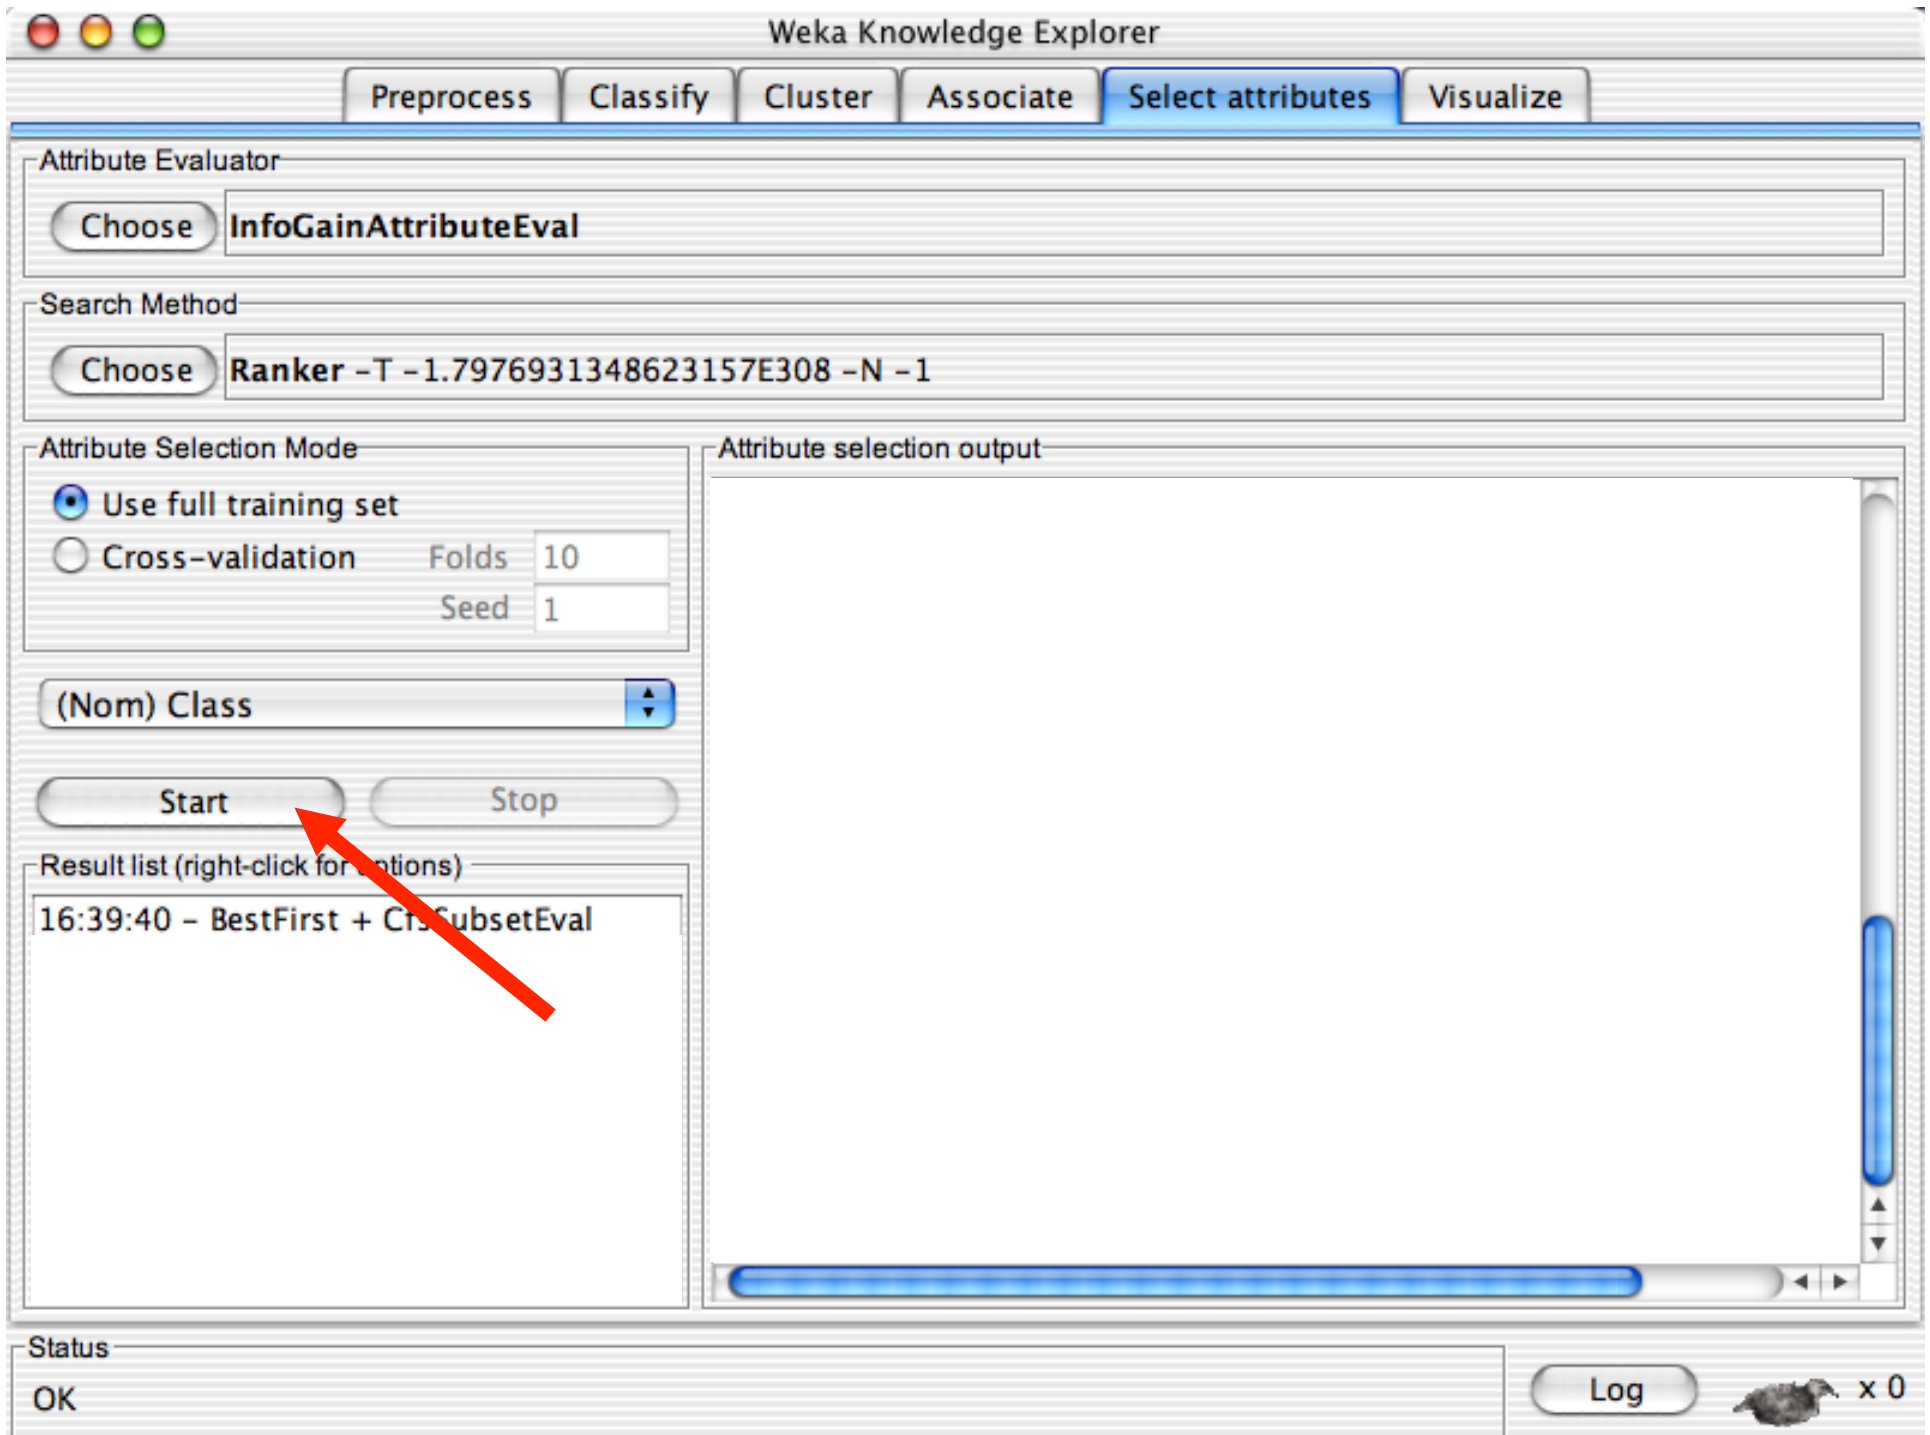 Weka Knowledge Explorer
Preprocess Classify Cluster Associate Select attributes Visualize
Attribute Evaluator
Choose InfoGainAttributeEval
Search Method
Choose Ranker -T -1.7976931348623157E308 -N -1
Attribute Selection Mode
Use full training set
Cross-validation Folds 10
Seed 1
(Nom) Class
Start Stop
Result list (right-click for options)
16:39:40 - BestFirst + CfsSubsetEval
Attribute selection output
Status
OK
Log x 0